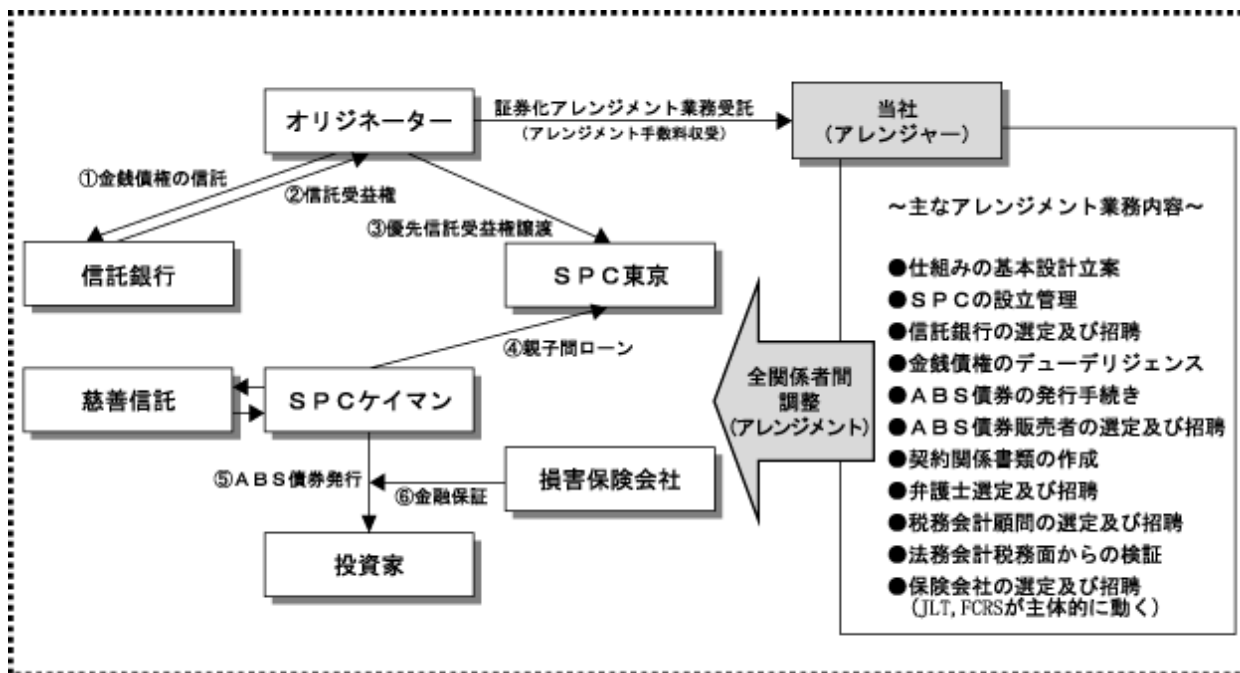 オリジネーター
証券化アレンジメント業務受託
(アレンジメント手数料収受)
当社
(アレンジャー)
①金銭債権の信託
②信託受益権
③優先信託受益権譲渡
信託銀行
SPC東京
④親子間ローン
慈善信託
SPCケイマン
⑤ABS債券発行
⑥金融保証
損害保険会社
投資家
全関係者間
調整
(アレンジメント)
~主なアレンジメント業務内容~
●仕組みの基本設計立案
●SPCの設立管理
●信託銀行の選定及び招聘
●金銭債権のデューデリジェンス
●ABS債券の発行手続き
●ABS債券販売者の選定及び招聘
●契約関係書類の作成
●弁護士選定及び招聘
●税務会計顧問の選定及び招聘
●法務会計税務面からの検証
●保険会社の選定及び招聘
(JLT,FCRSが主体的に動く)